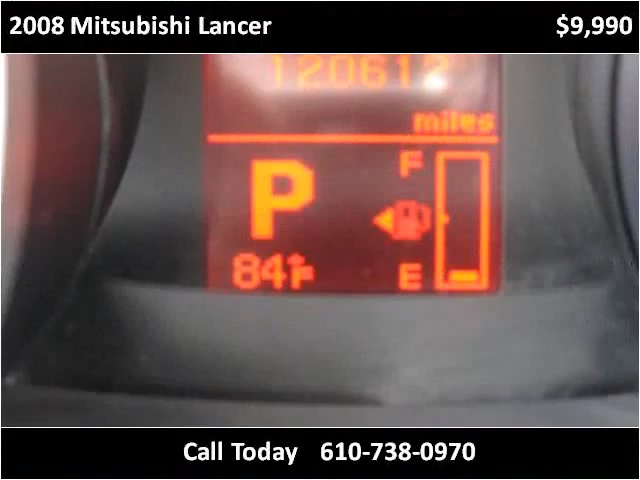 2008 Mitsubishi Lancer $9,990
120612
miles
P F
84°F E
Call Today 610-738-0970